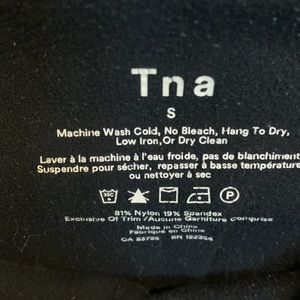 Tna
S
Machine Wash Cold, No Bleach, Hang To Dry,
Low Iron, Or Dry Clean
Laver à la machine à l'eau froide, pas de blanchiment
Suspendre pour sécher, repasser à basse température
ou nettoyer à sec
30C
P
81% Nylon 19% Spandex
Exclusive Of Trim / Aucune Garniture Comprise
Made in China
Fabriqué en Chine
CA 23725 RN